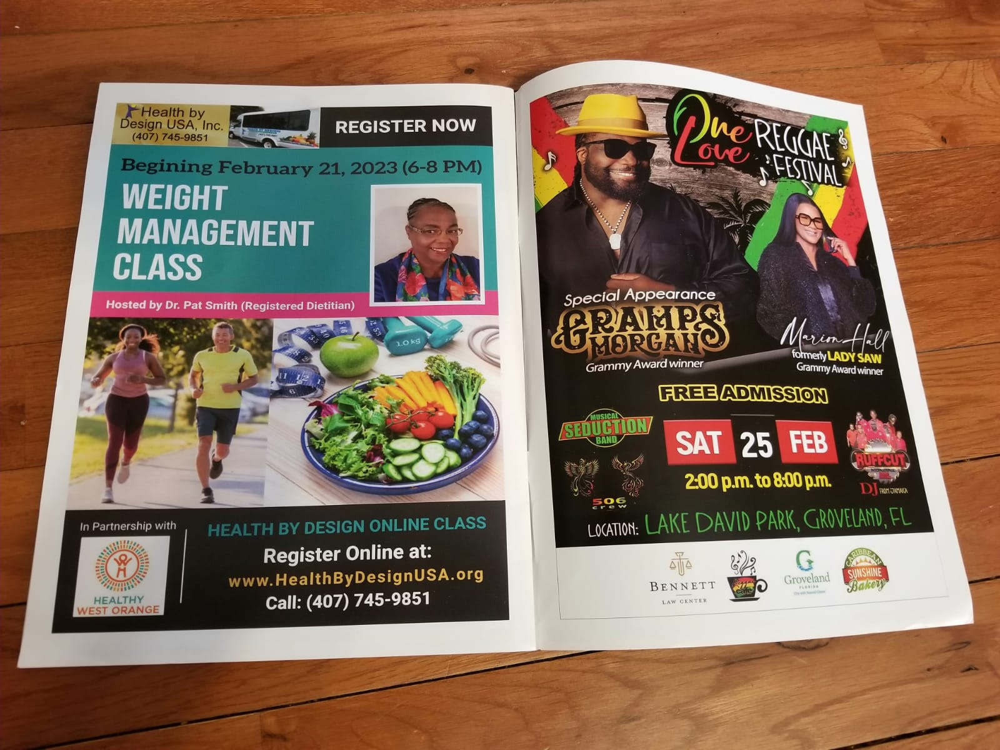 Health by
Design USA, Inc.
(407) 745-9851
REGISTER NOW
Begining February 21, 2023 (6-8 PM)
WEIGHT
MANAGEMENT
CLASS
Hosted by Dr. Pat Smith (Registered Dietitian)
1.0 kg
In Partnership with
HEALTHY
WEST ORANGE
HEALTH BY DESIGN ONLINE CLASS
Register Online at:
www.HealthByDesignUSA.org
Call: (407) 745-9851
One Love
REGGAE
FESTIVAL
Special Appearance
GRAMPS
MORGAN
Grammy Award winner
Marion Hall
formerly LADY SAW
Grammy Award winner
FREE ADMISSION
MUSICAL
SEDUCTION
BAND
506
crew
SAT 25 FEB
2:00 p.m. to 8:00 p.m.
RUFFCUT
INTERNATIONAL
DJ FROM JAMAICA
LOCATION: LAKE DAVID PARK, GROVELAND, FL
BENNETT
LAW CENTER
Reggae
Cafe
G
Groveland
FLORIDA
CARIBBEAN
SUNSHINE
Bakery